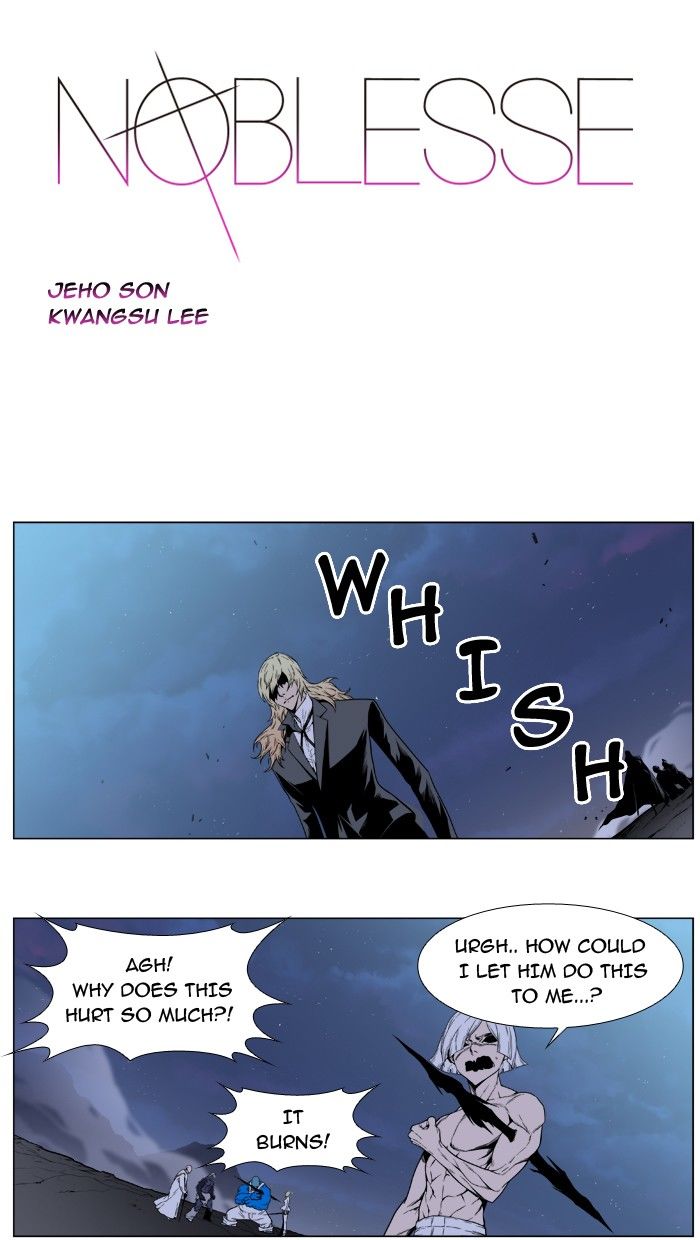 NOBLESSE
JEHO SON
KWANGSU LEE
WHISH
AGH!
WHY DOES THIS
HURT SO MUCH?!
URGH.. HOW COULD
I LET HIM DO THIS
TO ME...?
IT
BURNS!